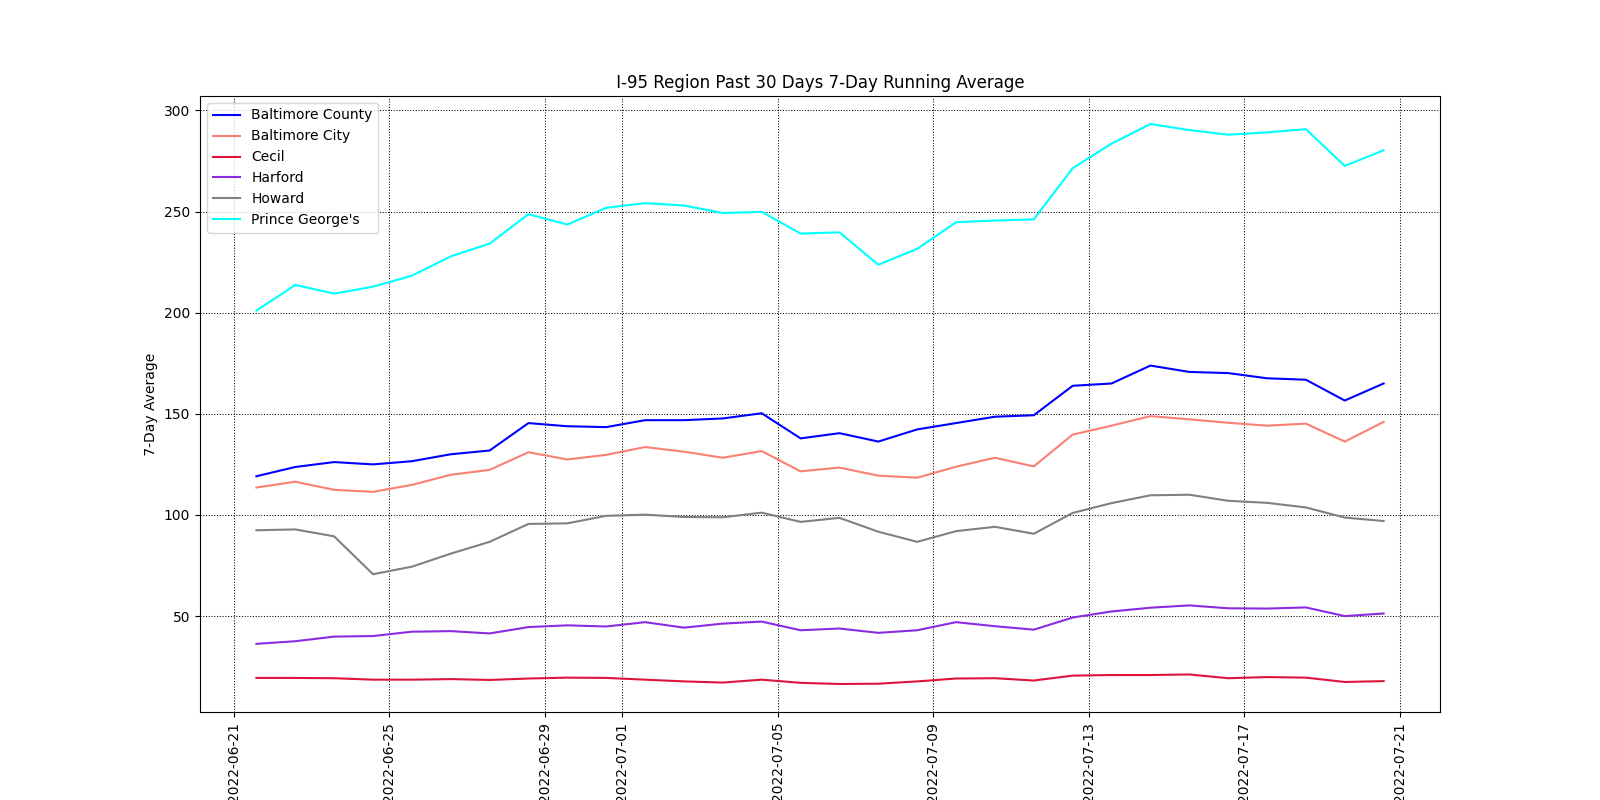 I-95 Region Past 30 Days 7-Day Running Average
300
250
200
150
100
50
7-Day Average
Baltimore County
Baltimore City
Cecil
Harford
Howard
Prince George's
2022-06-21
2022-06-25
2022-06-29
2022-07-01
2022-07-05
2022-07-09
2022-07-13
2022-07-17
2022-07-21